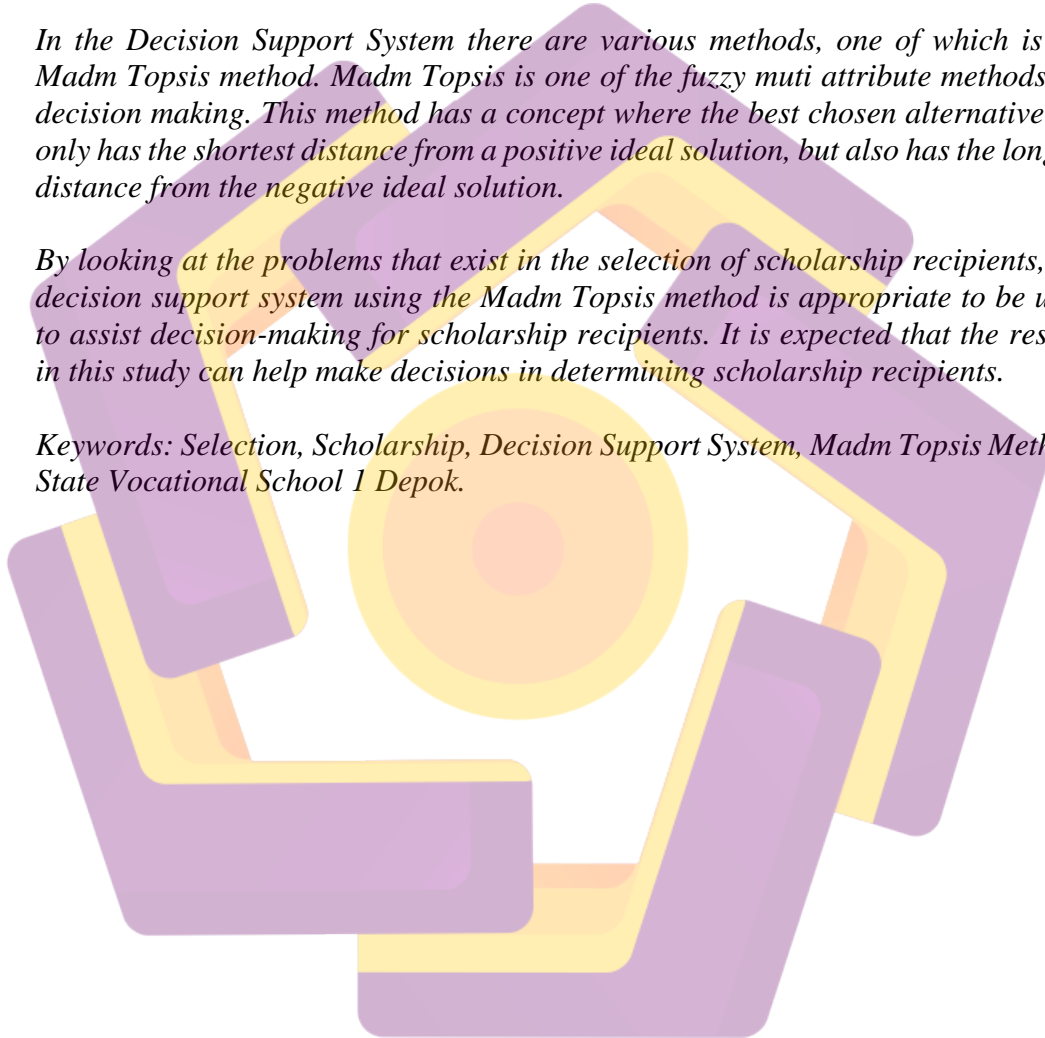 In the Decision Support System there are various methods, one of which is
Madm Topsis method. Madm Topsis is one of the fuzzy muti attribute methods
decision making. This method has a concept where the best chosen alternative
only has the shortest distance from a positive ideal solution, but also has the
distance from the negative ideal solution.
By looking at the problems that exist in the selection of scholarship recipients,
decision support system using the Madm Topsis method is appropriate to be
to assist decision-making for scholarship recipients. It is expected that the
in this study can help make decisions in determining scholarship recipients.
Keywords: Selection, Scholarship, Decision Support System, Madm Topsis
State Vocational School 1 Depok.